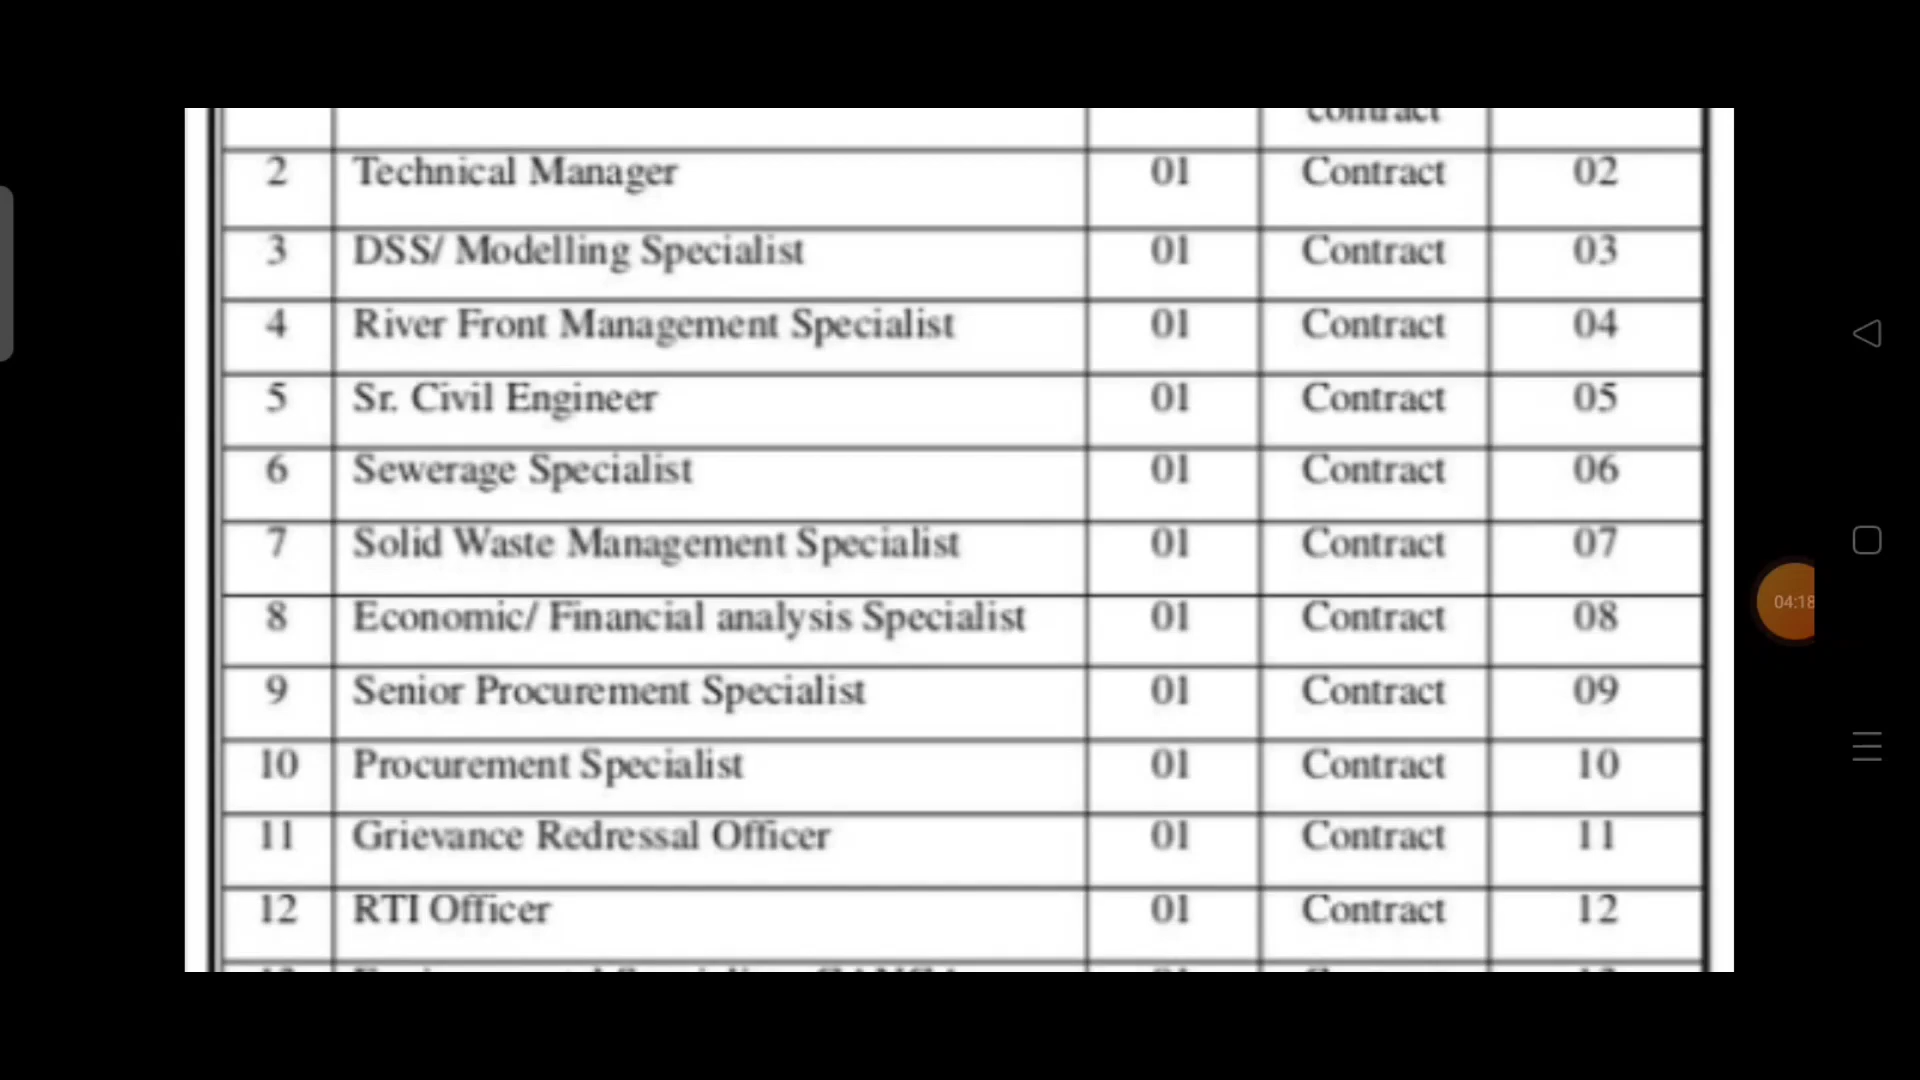 contract
2 Technical Manager 01 Contract 02
3 DSS/ Modelling Specialist 01 Contract 03
4 River Front Management Specialist 01 Contract 04
5 Sr. Civil Engineer 01 Contract 05
6 Sewerage Specialist 01 Contract 06
7 Solid Waste Management Specialist 01 Contract 07
8 Economic/ Financial analysis Specialist 01 Contract 08
9 Senior Procurement Specialist 01 Contract 09
10 Procurement Specialist 01 Contract 10
11 Grievance Redressal Officer 01 Contract 11
12 RTI Officer 01 Contract 12
04:18